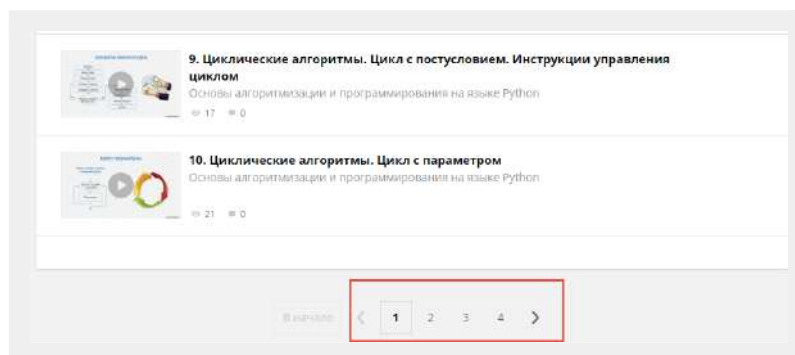 9. Циклические алгоритмы. Цикл с постусловием. Инструкции управления
циклом
Основы алгоритмизации и программирования на языке Python
17 0
10. Циклические алгоритмы. Цикл с параметром
Основы алгоритмизации и программирования на языке Python
21 0
В начало 1 2 3 4